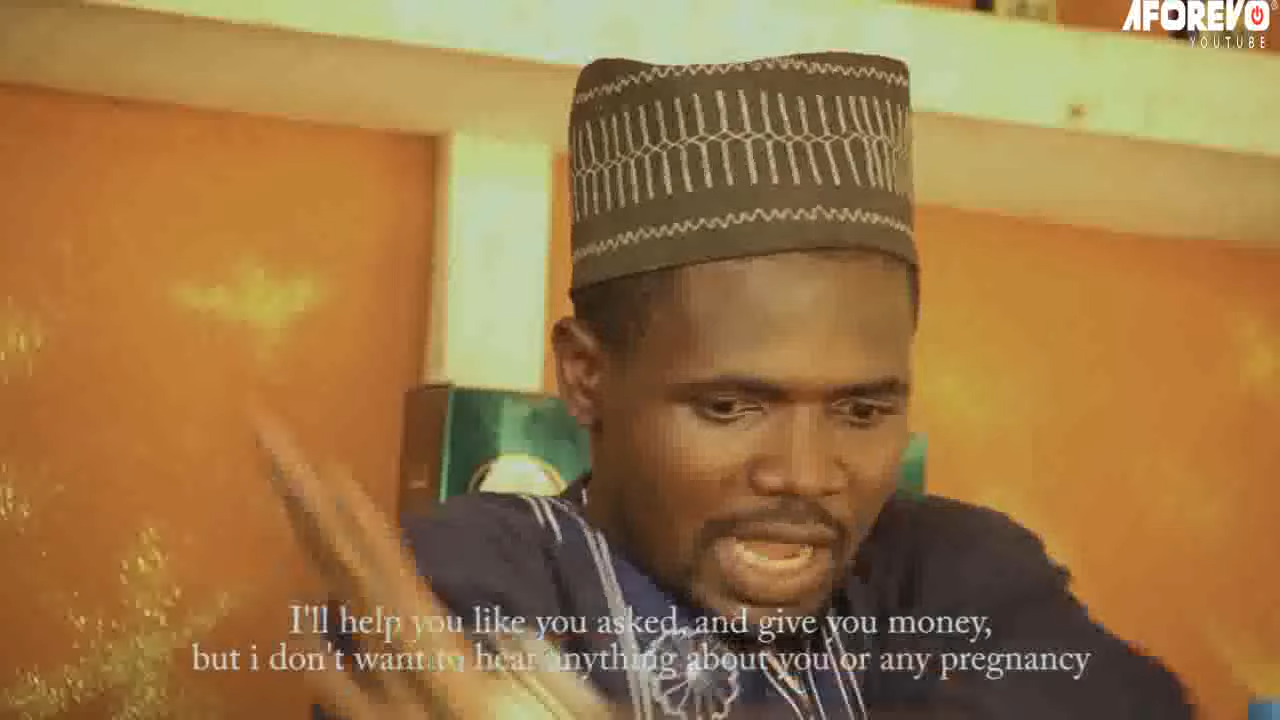 AFOREVO
YOUTUBE
I'll help you like you asked, and give you money,
but i don't want to hear anything about you or any pregnancy